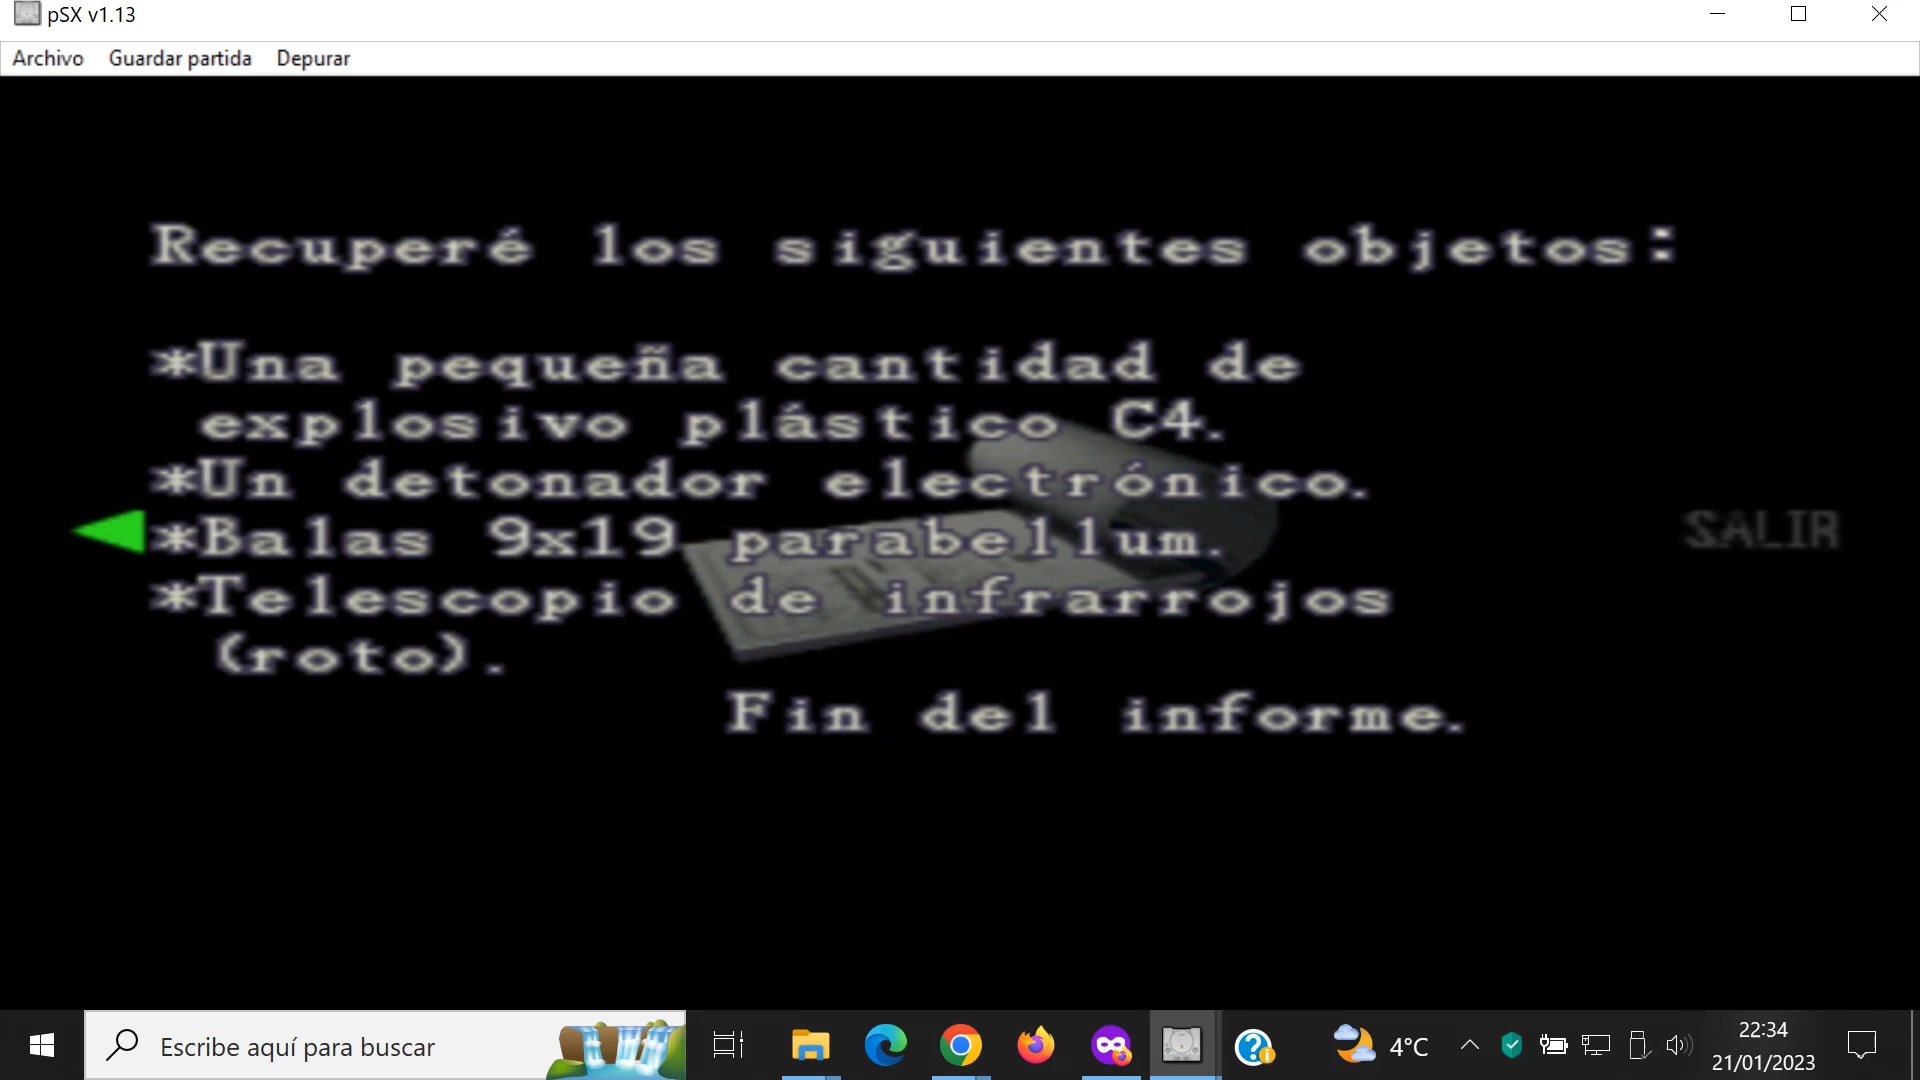 pSX v1.13
Archivo Guardar partida Depurar
Recuperé los siguientes objetos:
*Una pequeña cantidad de
explosivo plástico C4.
*Un detonador electrónico.
*Balas 9x19 parabellum.
SALIR
*Telescopio de infrarrojos
(roto).
Fin del informe.
Escribe aquí para buscar
4°C
22:34
21/01/2023